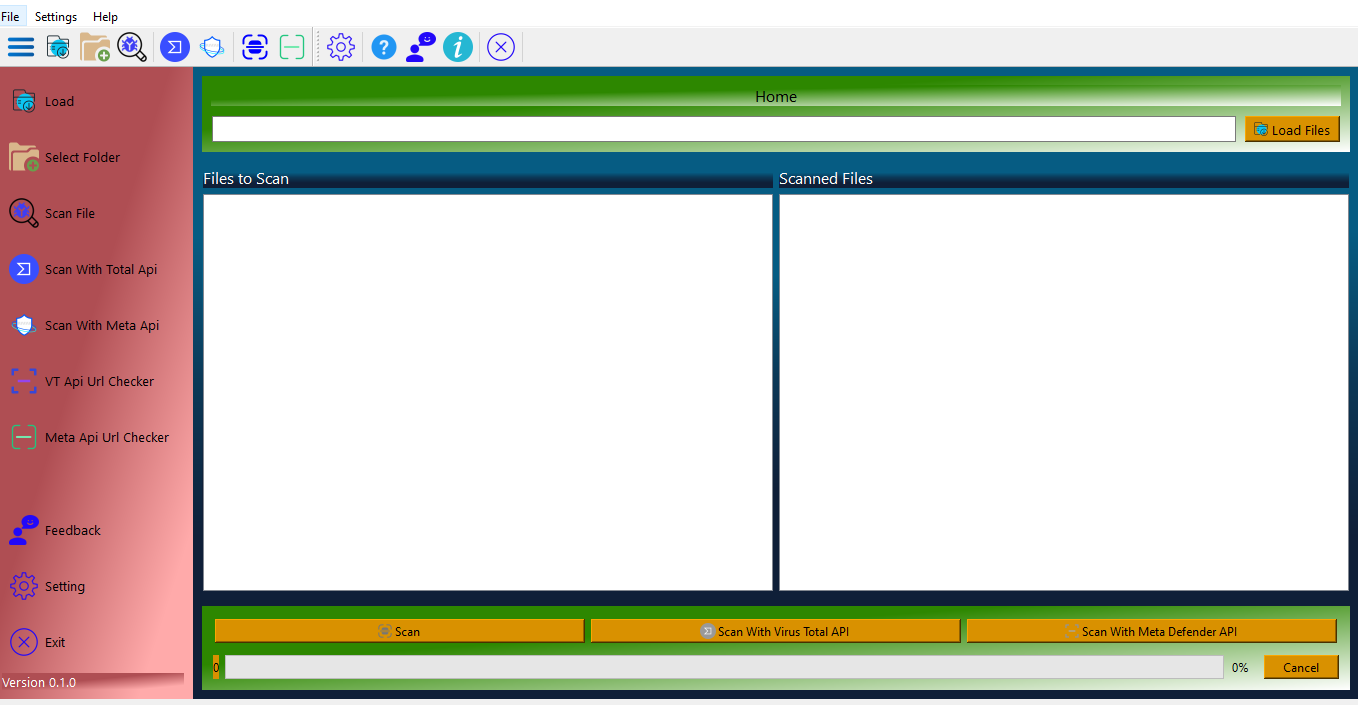 File Settings Help
Load
Select Folder
Scan File
Scan With Total Api
Scan With Meta Api
VT Api Url Checker
Meta Api Url Checker
Feedback
Setting
Exit
Version 0.1.0
Home
Load Files
Files to Scan
Scanned Files
Scan
Scan With Virus Total API
Scan With Meta Defender API
0
0%
Cancel